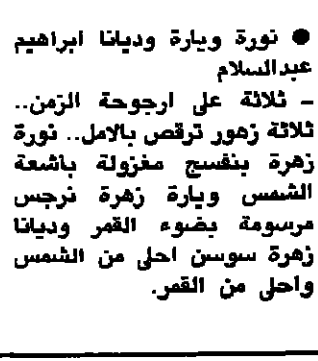 ● نورة ويارة وديانا ابراهيم
عبدالسلام
– ثلاثة على ارجوحة الزمن..
ثلاثة زهور ترقص بالامل.. نورة
زهرة بنفسج مغزولة باشعة
الشمس ويارة زهرة نرجس
مرسومة بضوء القمر وديانا
زهرة سوسن احلى من الشمس
واحلى من القمر.